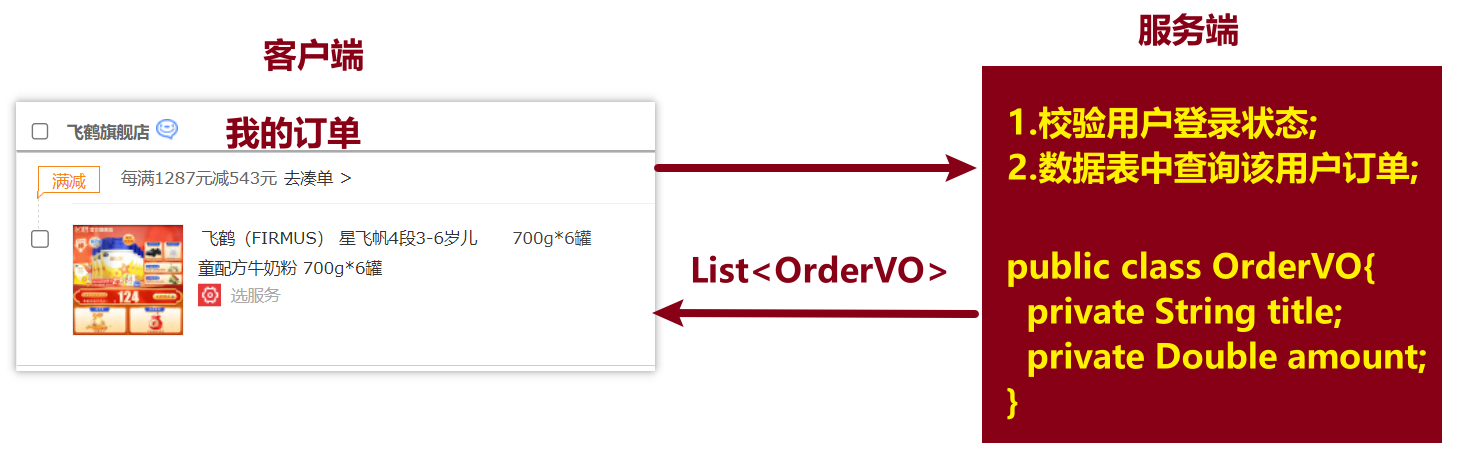 客户端
服务端
飞鹤旗舰店
我的订单
满减
每满1287元减543元 去凑单 >
飞鹤（FIRMUS） 星飞帆4段3-6岁儿
童配方牛奶粉 700g*6罐
700g*6罐
选服务
124
List<OrderVO>
1.校验用户登录状态;
2.数据表中查询该用户订单;
public class OrderVO{
private String title;
private Double amount;
}